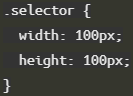 .selector {
  width: 100px;
  height: 100px;
}